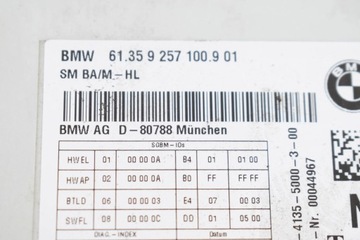 BMW 61.35 9 257 100.9 01
SM BA/M-HL
BMW AG D-80788 München
SGBM-IDs
HWEL 01 00 00 0A B4 01 01 00
HWAP 02 00 00 0A B0 FF FF FF
BTLD 06 00 00 03 E4 07 00 03
SWFL 08 00 00 0C DD 01 05 00
DIAG-INDEX
4135-5000-3-00
Nr. 00044967
BMW